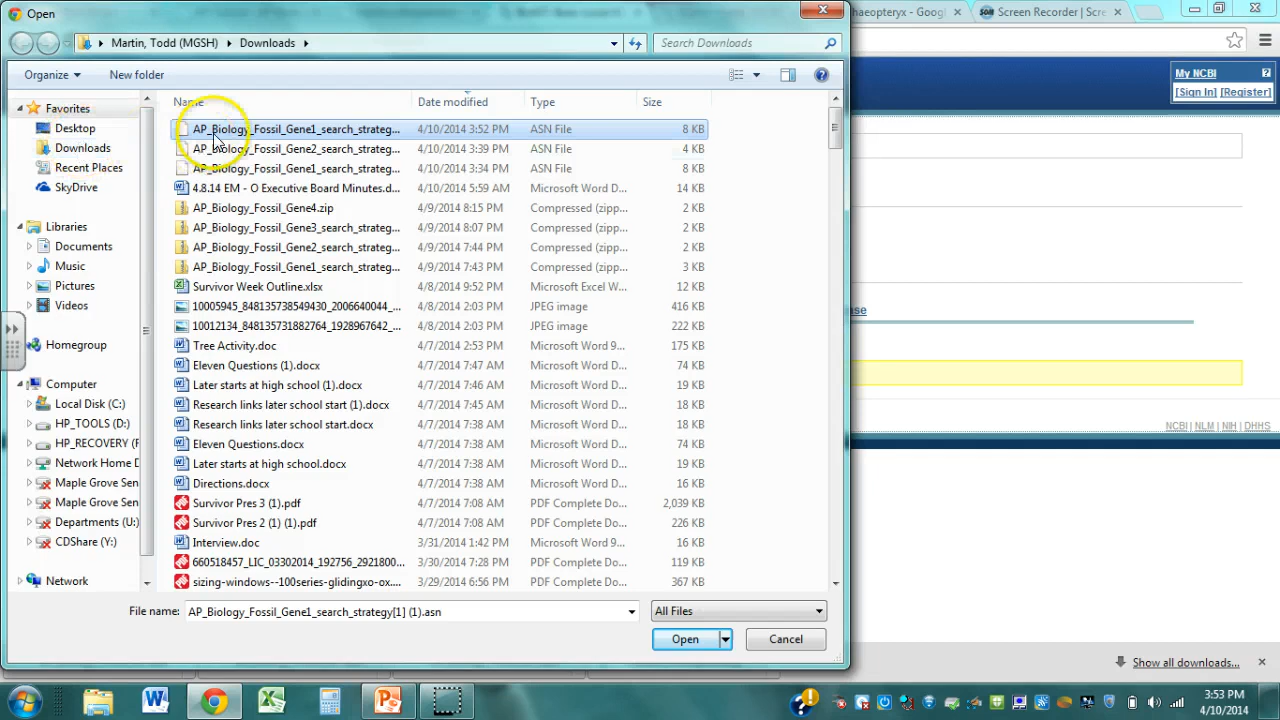 Open
haeopteryx - Googl
Screen Recorder | Scre
Martin, Todd (MGSH)
Downloads
Search Downloads
Organize
New folder
My NCBI
[Sign In] [Register]
Name
Date modified
Type
Size
Favorites
Desktop
Downloads
Recent Places
SkyDrive
Libraries
Documents
Music
Pictures
Videos
Homegroup
Computer
Local Disk (C:)
HP_TOOLS (D:)
HP_RECOVERY (F
Network Home D
Maple Grove Sen
Maple Grove Sen
Departments (U:)
CDShare (Y:)
Network
AP_Biology_Fossil_Gene1_search_strateg... 4/10/2014 3:52 PM ASN File 8 KB
AP_Biology_Fossil_Gene2_search_strateg... 4/10/2014 3:39 PM ASN File 4 KB
AP_Biology_Fossil_Gene1_search_strateg... 4/10/2014 3:34 PM ASN File 8 KB
4.8.14 EM - O Executive Board Minutes.d... 4/10/2014 5:59 AM Microsoft Word D... 14 KB
AP_Biology_Fossil_Gene4.zip 4/9/2014 8:15 PM Compressed (zipp... 2 KB
AP_Biology_Fossil_Gene3_search_strateg... 4/9/2014 8:07 PM Compressed (zipp... 2 KB
AP_Biology_Fossil_Gene2_search_strateg... 4/9/2014 7:44 PM Compressed (zipp... 2 KB
AP_Biology_Fossil_Gene1_search_strateg... 4/9/2014 7:43 PM Compressed (zipp... 3 KB
Survivor Week Outline.xlsx 4/8/2014 9:52 PM Microsoft Excel W... 12 KB
10005945_848135738549430_2006640044_... 4/8/2014 2:03 PM JPEG image 416 KB
10012134_848135731882764_1928967642_... 4/8/2014 2:03 PM JPEG image 222 KB
Tree Activity.doc 4/7/2014 2:53 PM Microsoft Word 9... 175 KB
Eleven Questions (1).docx 4/7/2014 7:47 AM Microsoft Word D... 74 KB
Later starts at high school (1).docx 4/7/2014 7:46 AM Microsoft Word D... 19 KB
Research links later school start (1).docx 4/7/2014 7:45 AM Microsoft Word D... 18 KB
Research links later school start.docx 4/7/2014 7:38 AM Microsoft Word D... 18 KB
Eleven Questions.docx 4/7/2014 7:38 AM Microsoft Word D... 74 KB
Later starts at high school.docx 4/7/2014 7:38 AM Microsoft Word D... 19 KB
Directions.docx 4/7/2014 7:38 AM Microsoft Word D... 16 KB
Survivor Pres 3 (1).pdf 4/7/2014 7:08 AM PDF Complete Do... 2,039 KB
Survivor Pres 2 (1) (1).pdf 4/7/2014 7:08 AM PDF Complete Do... 226 KB
Interview.doc 3/31/2014 1:42 PM Microsoft Word 9... 16 KB
660518457_LIC_03302014_192756_2921800... 3/30/2014 7:28 PM PDF Complete Do... 119 KB
sizing-windows--100series-glidingxo-ox.... 3/29/2014 6:56 PM PDF Complete Do... 367 KB
se
NCBI | NLM | NIH | DHHS
File name: AP_Biology_Fossil_Gene1_search_strategy[1] (1).asn
All Files
Open
Cancel
Show all downloads...
3:53 PM
4/10/2014